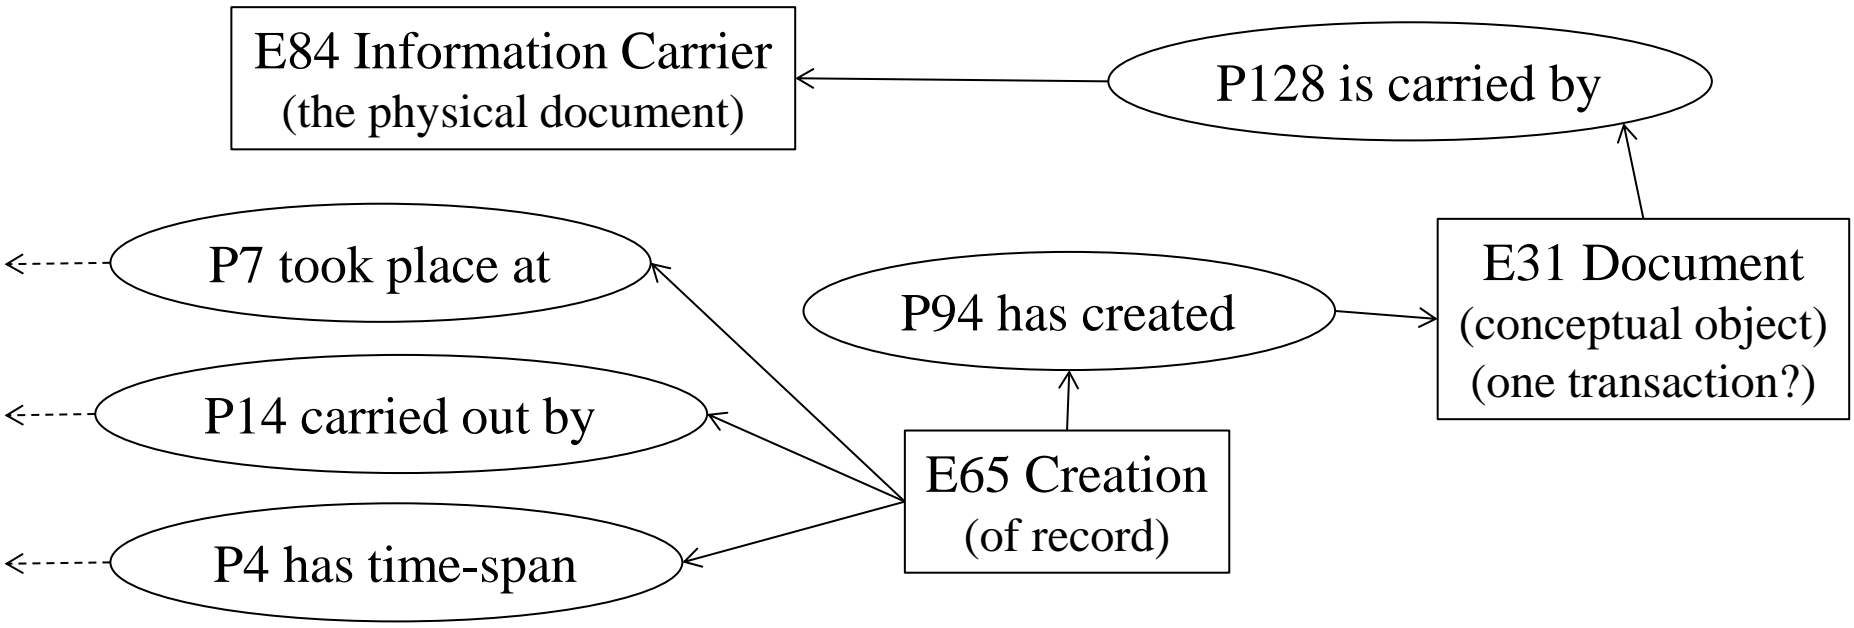 E84 Information Carrier
(the physical document)
P128 is carried by
P7 took place at
P94 has created
E31 Document
(conceptual object)
(one transaction?)
P14 carried out by
E65 Creation
(of record)
P4 has time-span